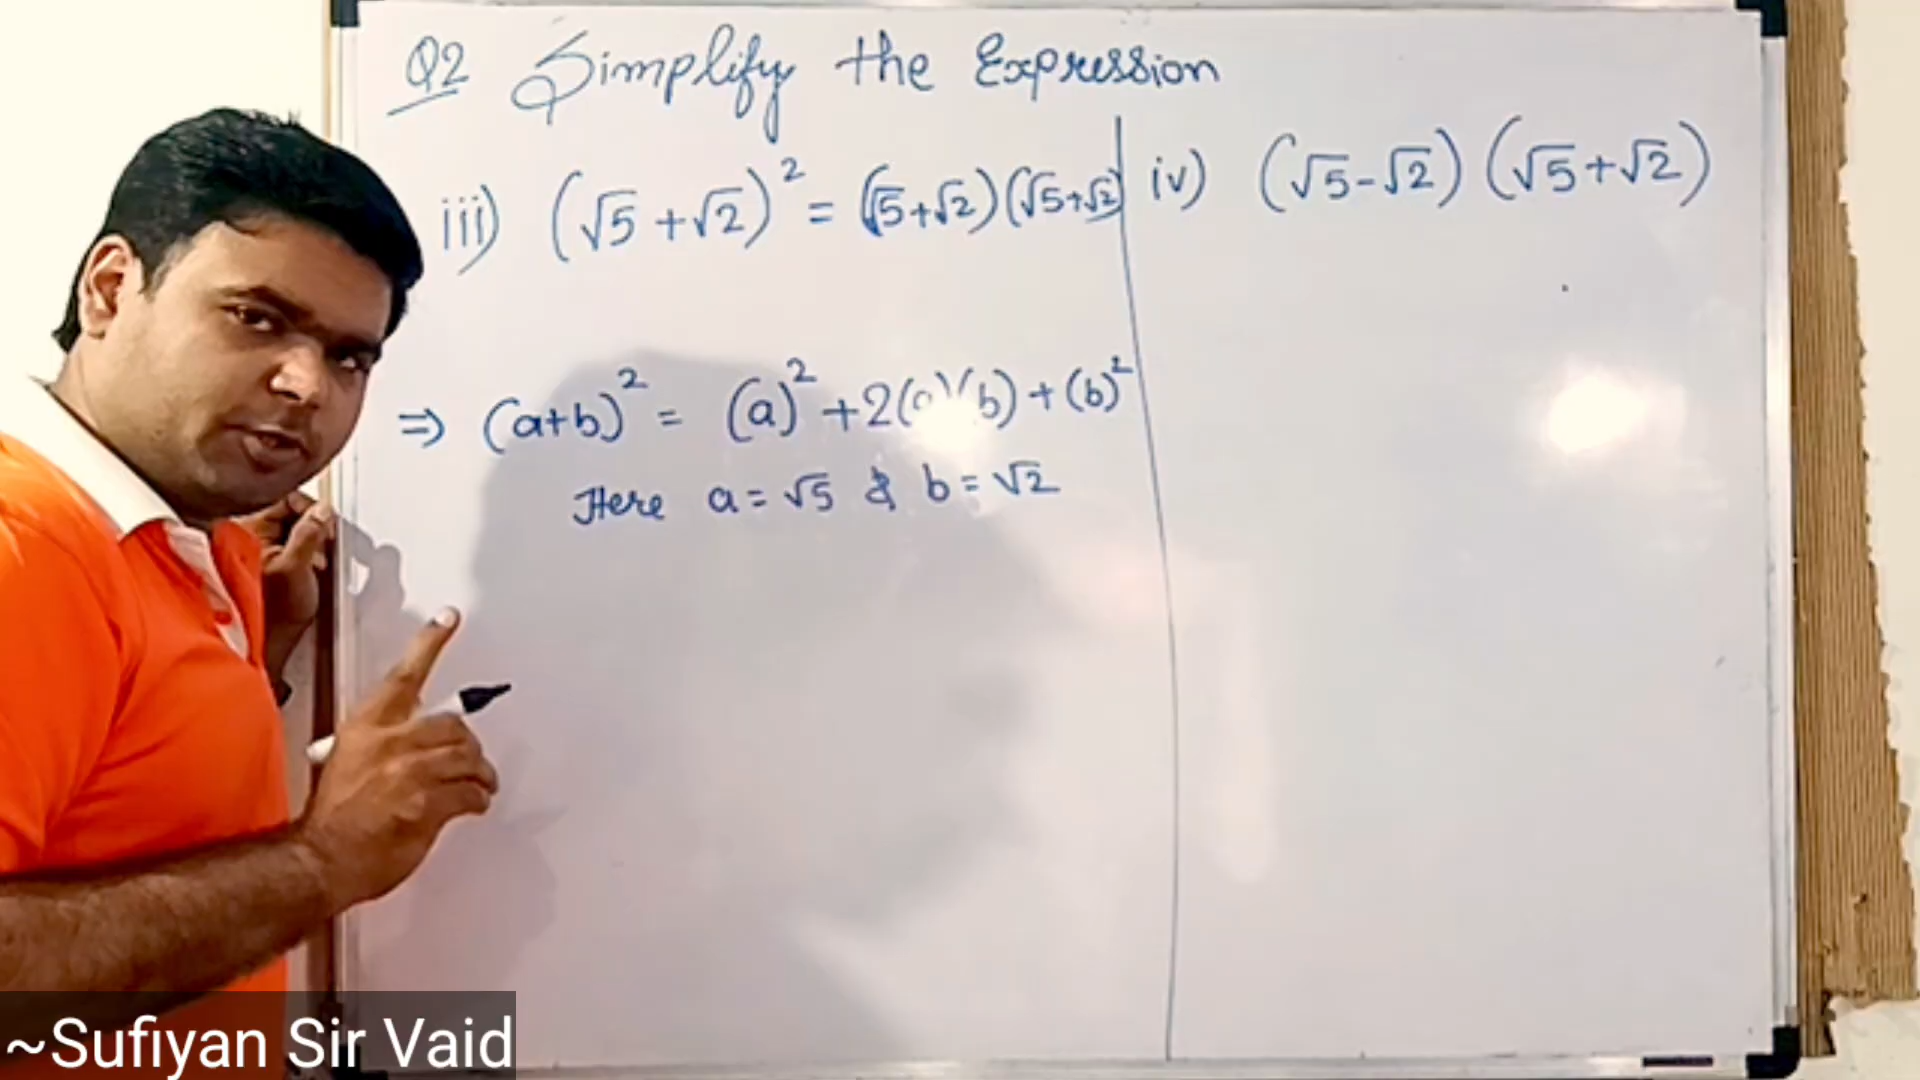 Q2 Simplify the Expression
iii) (√5 + √2)² = (√5+√2)(√5+√2)
⇒ (a+b)² = (a)² + 2(a)(b) + (b)²
Here a = √5 & b = √2
iv) (√5-√2) (√5+√2)
~Sufiyan Sir Vaid